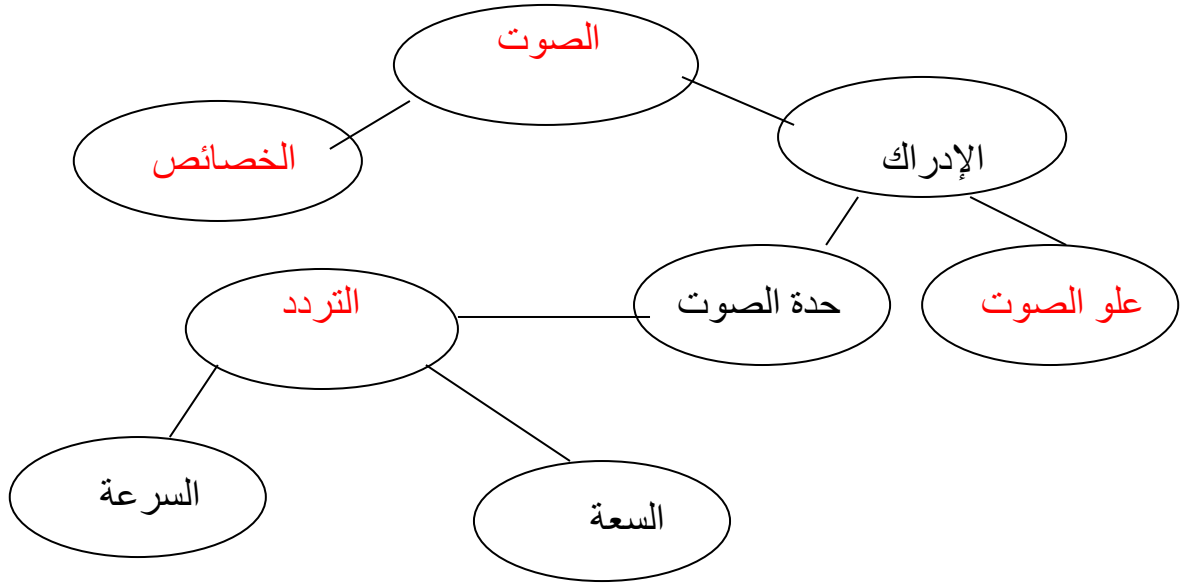 الصوت
الإدراك
الخصائص
علو الصوت
حدة الصوت
التردد
السرعة
السعة